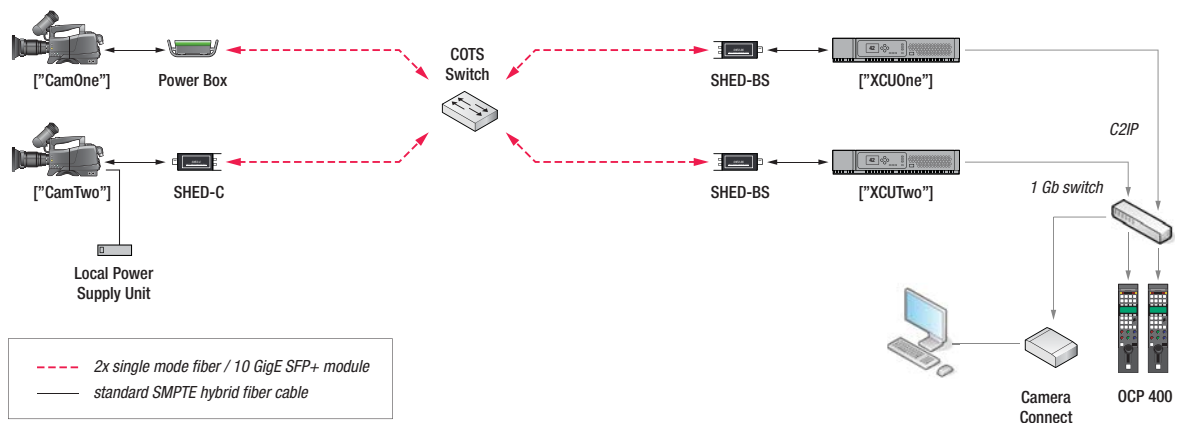 COTS
Switch
["CamOne"]
Power Box
SHED-BS
["XCUOne"]
C2IP
["CamTwo"]
SHED-C
SHED-BS
["XCUTwo"]
1 Gb switch
Local Power
Supply Unit
2x single mode fiber / 10 GigE SFP+ module
standard SMPTE hybrid fiber cable
Camera
Connect
OCP 400